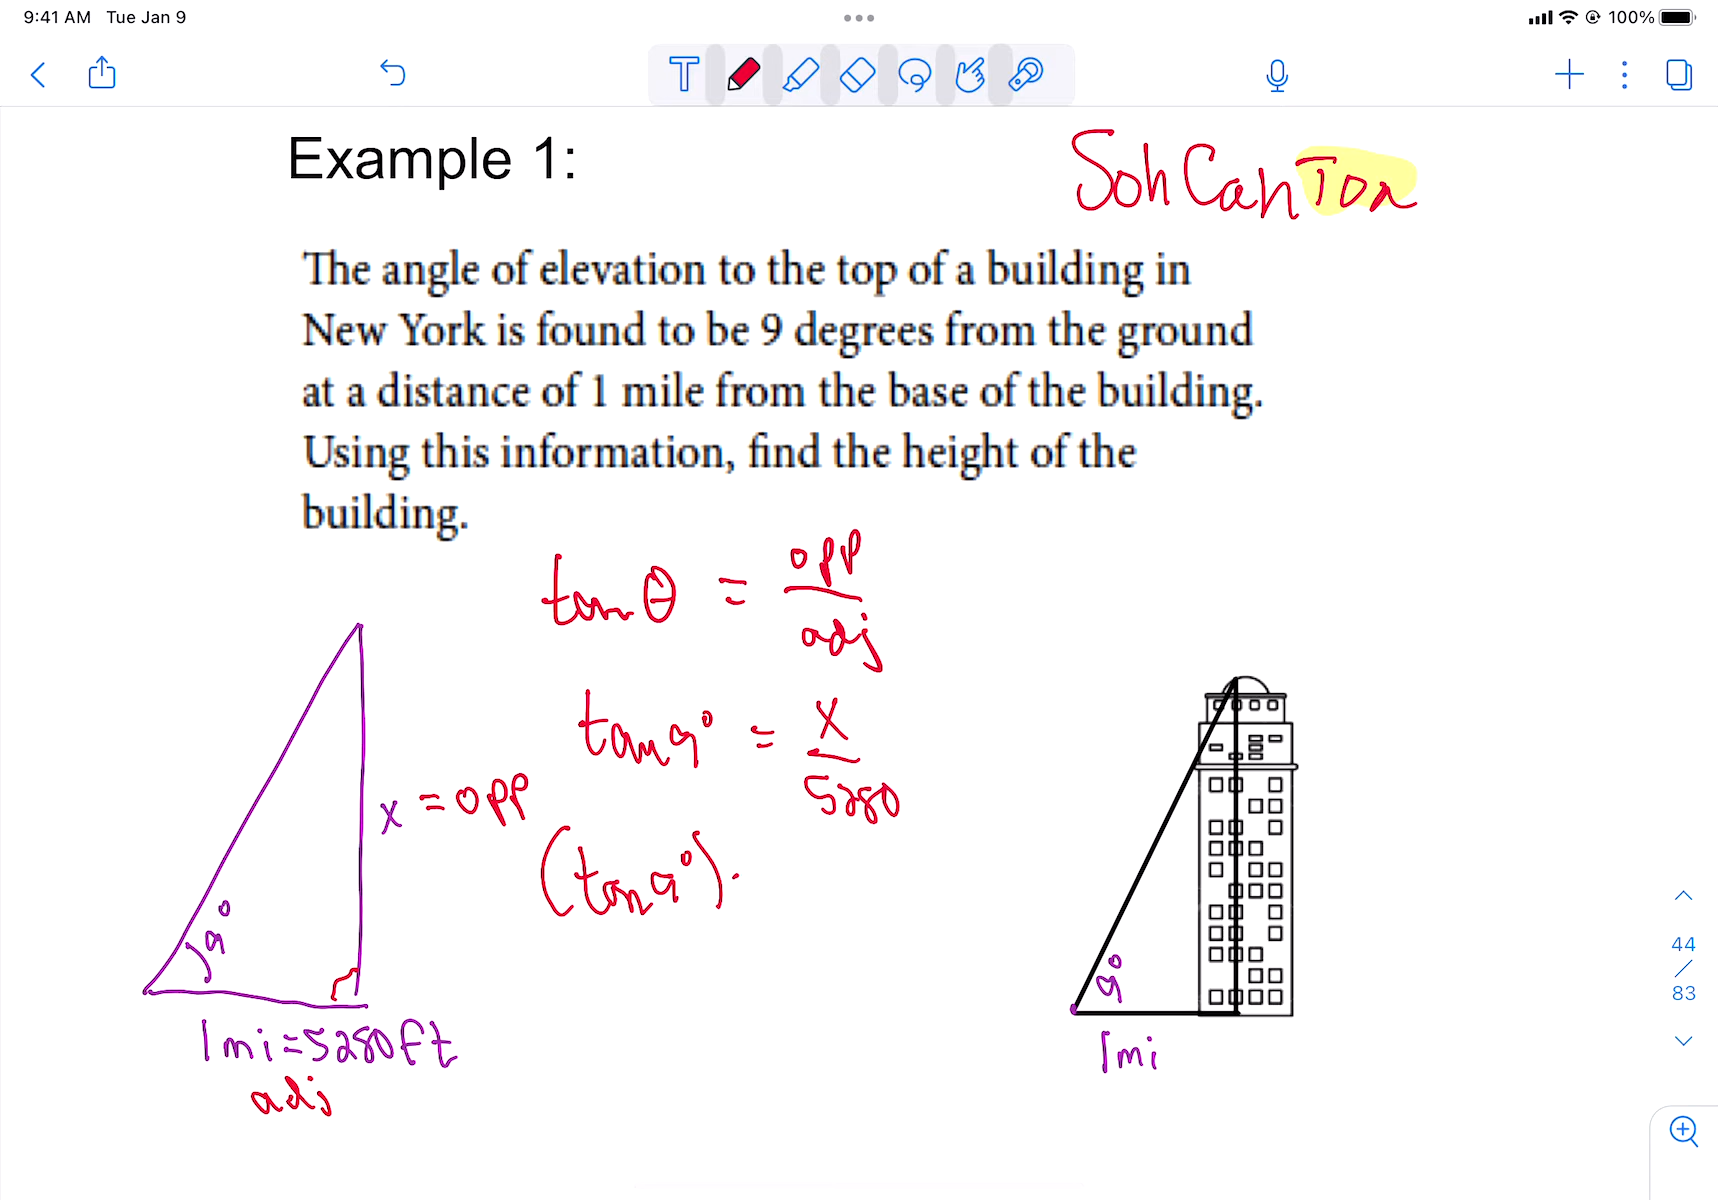 9:41 AM Tue Jan 9
100%
T
Example 1:
Soh Cah Toa
The angle of elevation to the top of a building in
New York is found to be 9 degrees from the ground
at a distance of 1 mile from the base of the building.
Using this information, find the height of the
building.
tan θ = opp/adj
tan 9° = x/5280
x = opp
(tan 9°) ·
9°
1mi = 5280ft
adj
9°
1mi
44
/
83